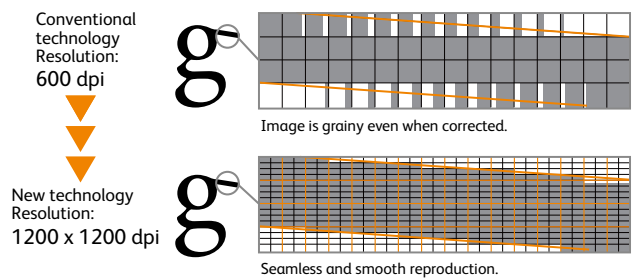 Conventional
technology
Resolution:
600 dpi
g
Image is grainy even when corrected.
New technology
Resolution:
1200 x 1200 dpi
g
Seamless and smooth reproduction.